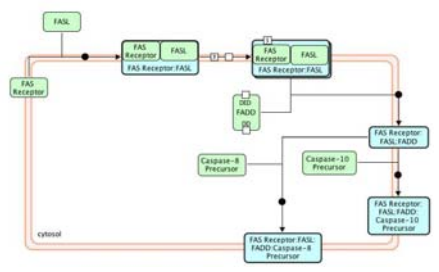 FASL
FAS
Receptor
FASL
FAS Receptor:FASL
FAS
Receptor
FASL
FAS Receptor:FASL
FAS
Receptor
DED
FADD
DD
FAS Receptor:
FASL:FADD
Caspase-8
Precursor
Caspase-10
Precursor
FAS Receptor:
FASL:FADD:
Caspase-10
Precursor
cytosol
FAS Receptor:FASL:
FADD:Caspase-8
Precursor